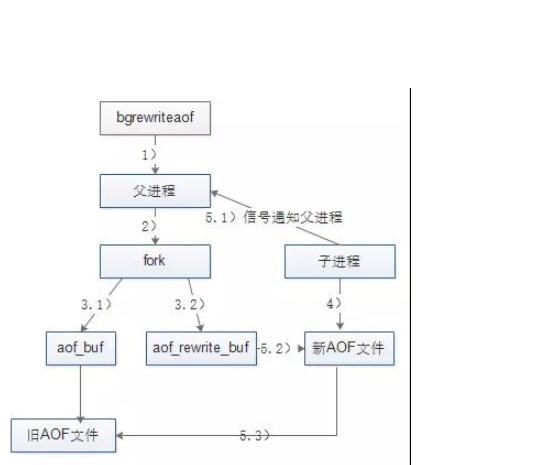 bgrewriteaof
1)
父进程
5.1) 信号通知父进程
2)
fork
子进程
3.1)
3.2)
4)
aof_buf
aof_rewrite_buf
5.2)
新AOF文件
旧AOF文件
5.3)